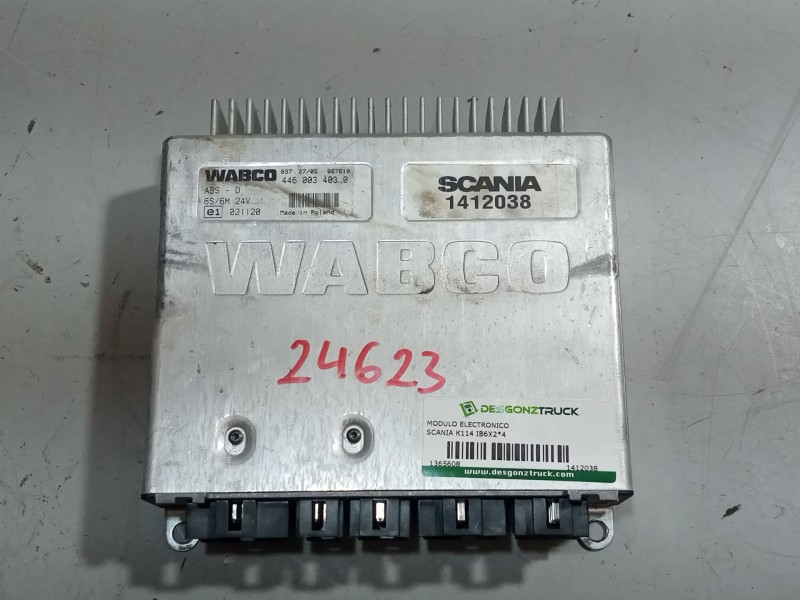 WABCO 037 27/05 067610
446 003 403 0
ABS - D
6S/6M 24V
e1 021120 Made in Poland
SCANIA
1412038
WABCO
24623
DESGONZTRUCK
MODULO ELECTRONICO
SCANIA K114 IB6X2*4
1365608 1412038
www.desgonztruck.com